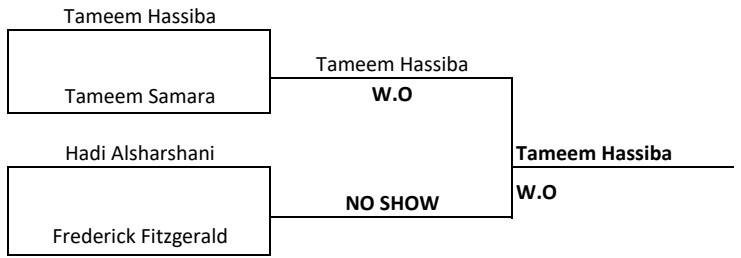 Tameem Hassiba
Tameem Hassiba
Tameem Samara
W.O
Hadi Alsharshani
Tameem Hassiba
NO SHOW
W.O
Frederick Fitzgerald